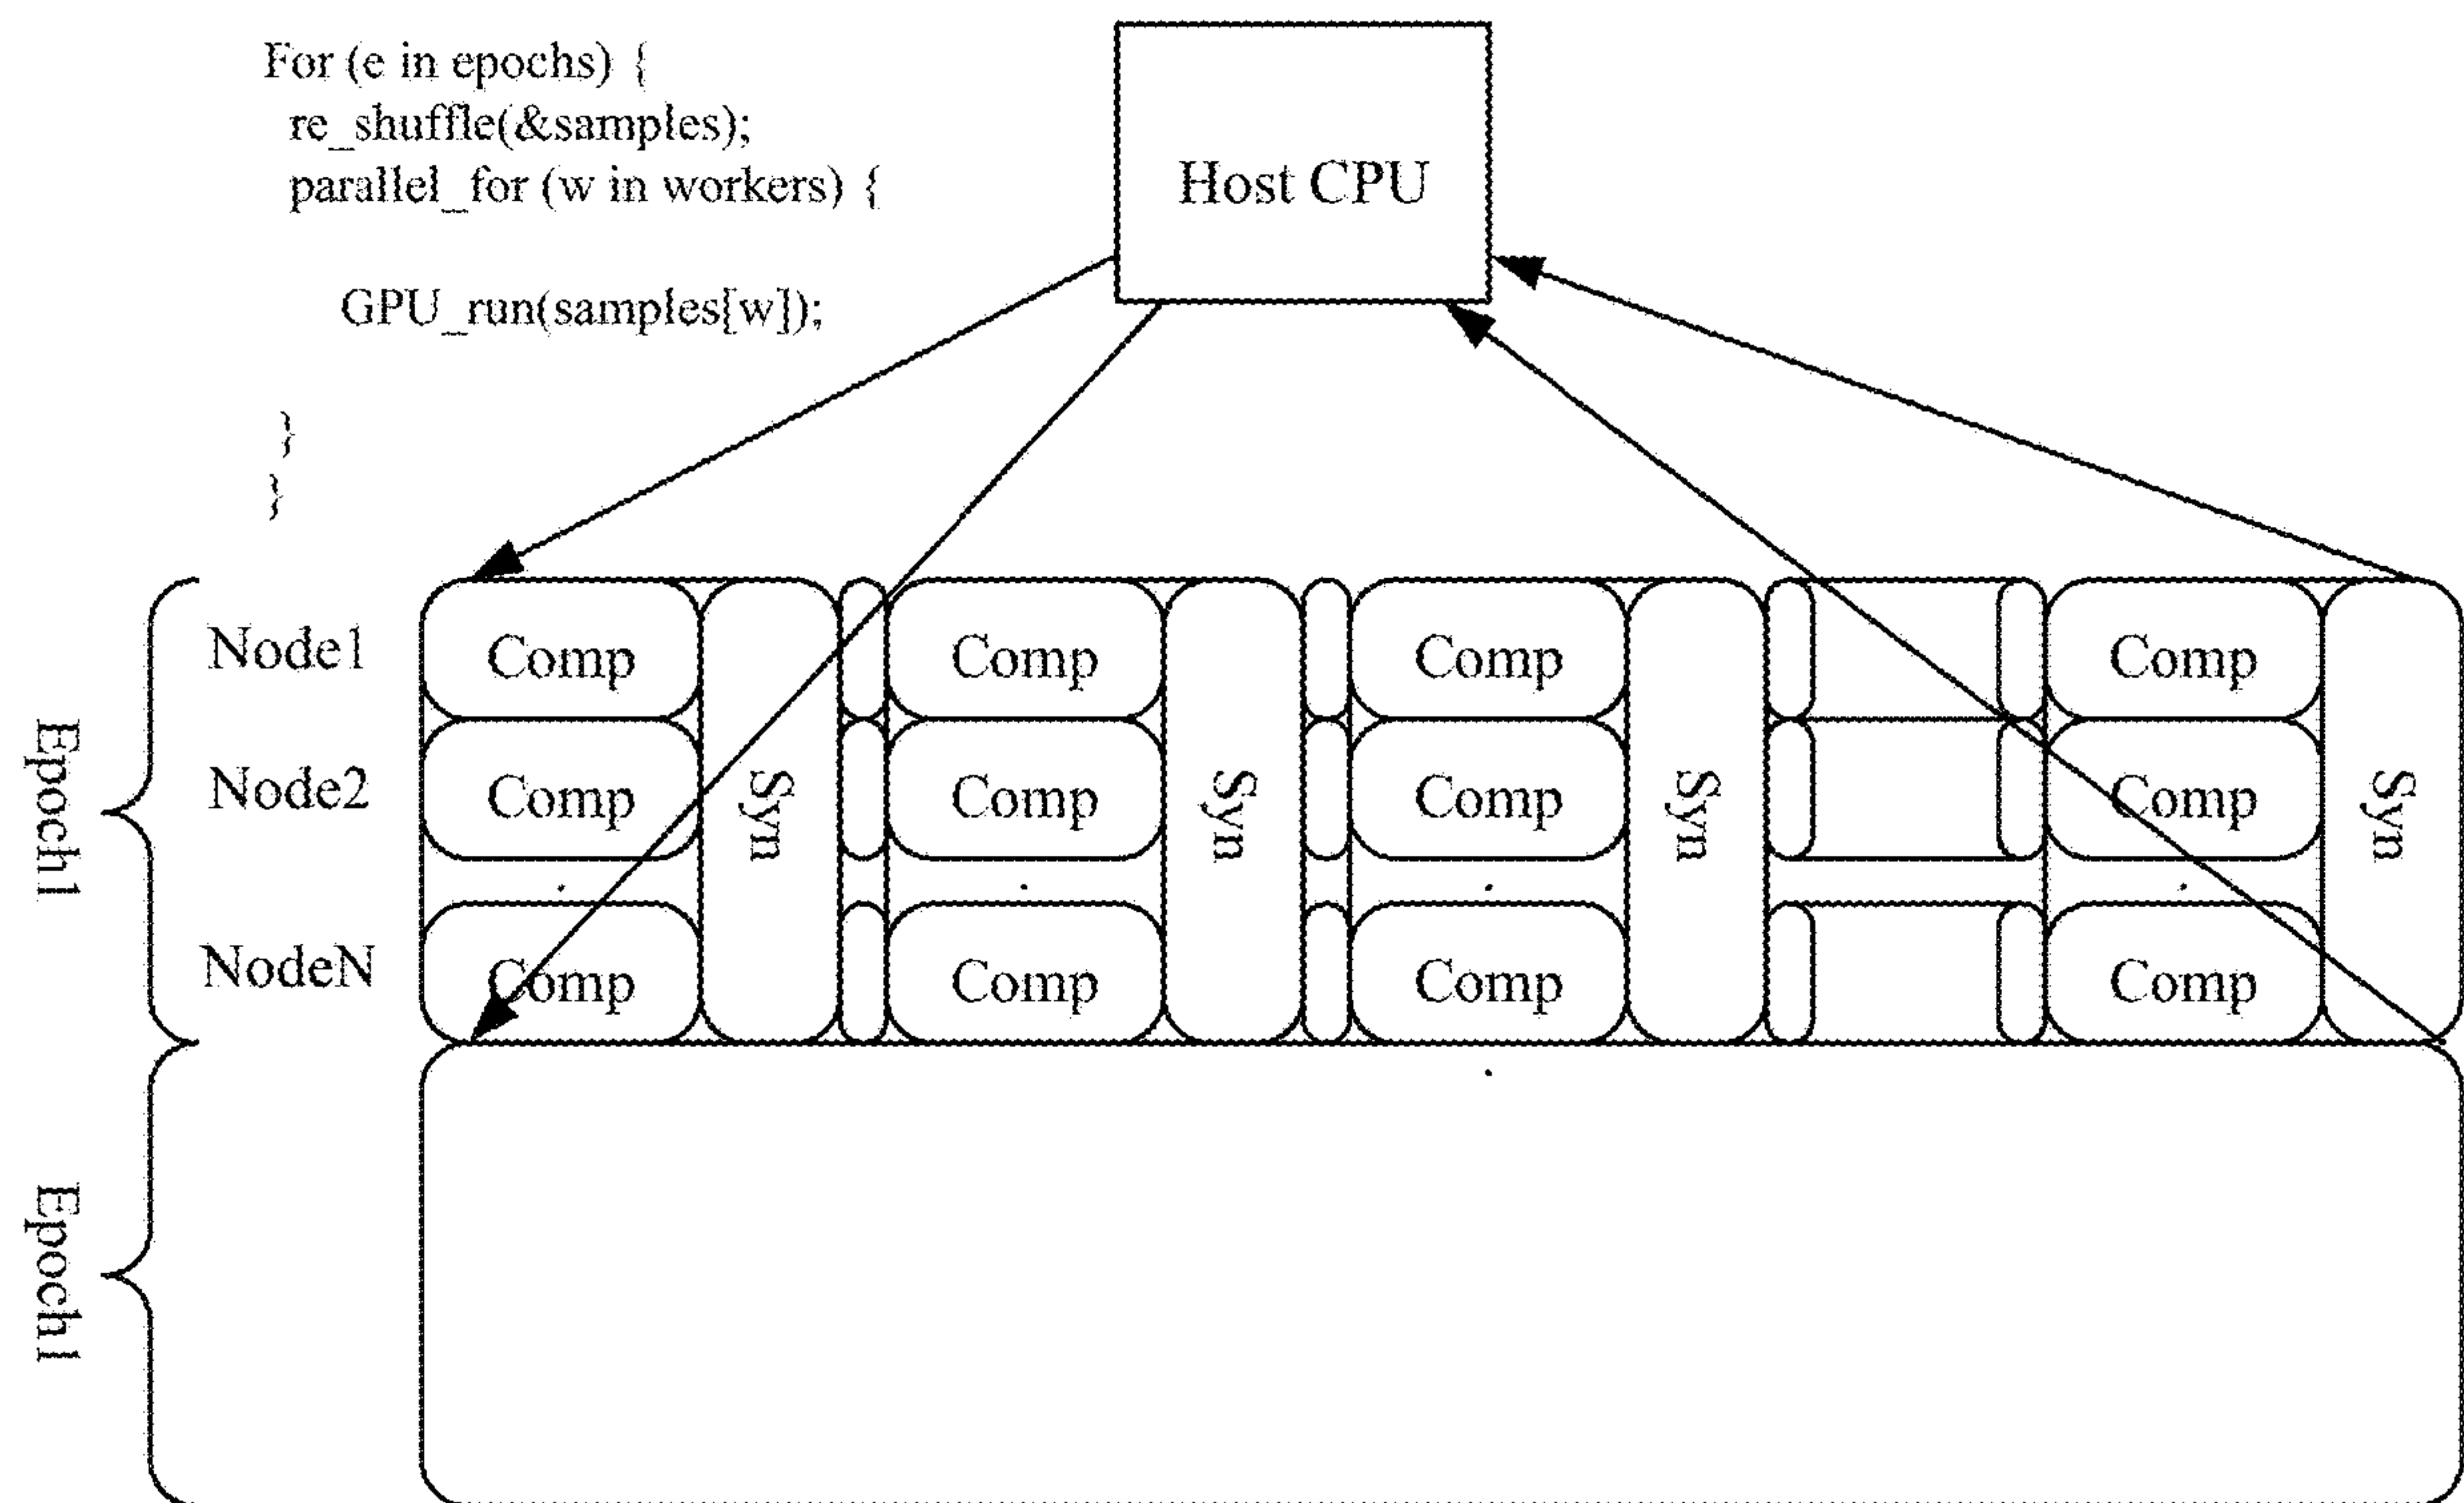 For (e in epochs) {
re_shuffle(&samples);
parallel_for (w in workers) {
GPU_run(samples[w]);
}
}
Host CPU
Epoch1
Node1
Comp
Comp
Comp
Comp
Node2
Comp
Comp
Comp
Comp
Syn
Syn
Syn
Syn
NodeN
Comp
Comp
Comp
Comp
Epoch1